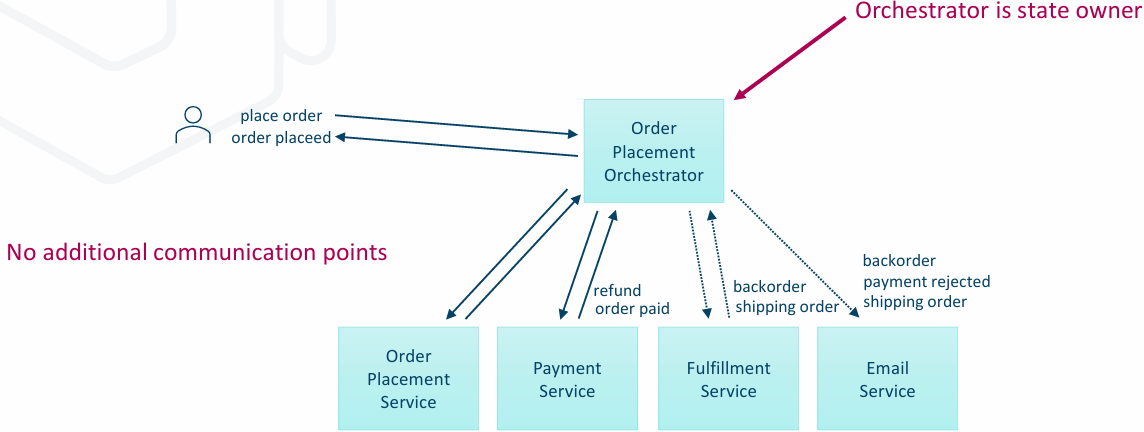 Orchestrator is state owner
place order
order placeed
Order
Placement
Orchestrator
No additional communication points
refund
order paid
backorder
shipping order
backorder
payment rejected
shipping order
Order
Placement
Service
Payment
Service
Fulfillment
Service
Email
Service